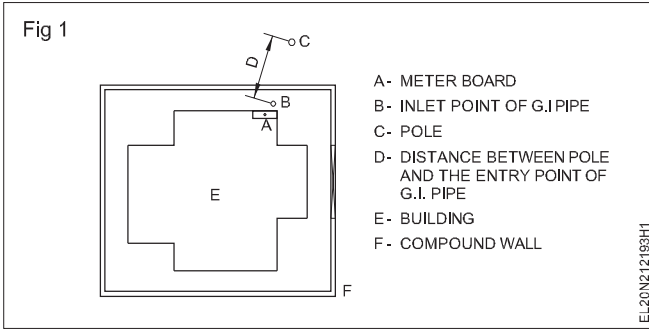 Fig 1
C
D
B
A
E
F
A - METER BOARD
B - INLET POINT OF G.I PIPE
C - POLE
D - DISTANCE BETWEEN POLE
AND THE ENTRY POINT OF
G.I. PIPE
E - BUILDING
F - COMPOUND WALL
EL20N212193H1